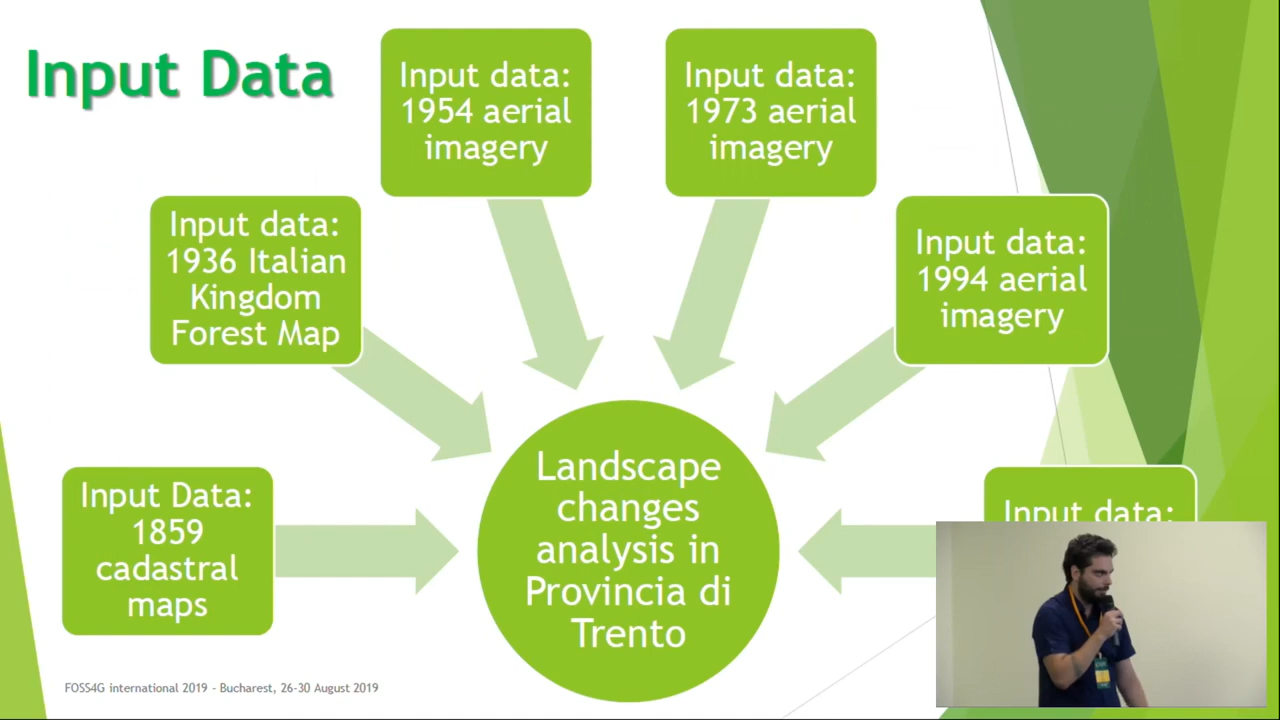 Input Data
Input data:
1954 aerial
imagery
Input data:
1973 aerial
imagery
Input data:
1936 Italian
Kingdom
Forest Map
Input data:
1994 aerial
imagery
Input Data:
1859
cadastral
maps
Landscape
changes
analysis in
Provincia di
Trento
Input data:
FOSS4G international 2019 - Bucharest, 26-30 August 2019